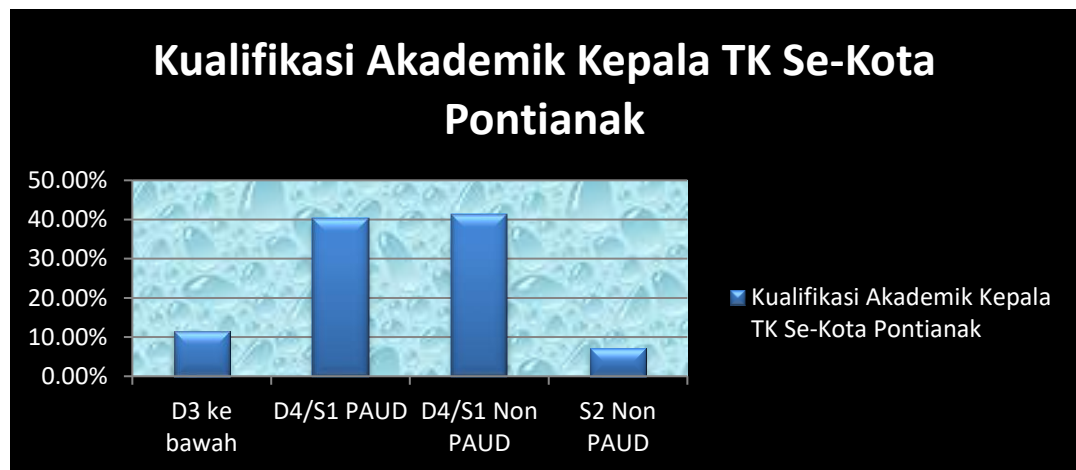 Kualifikasi Akademik Kepala TK Se-Kota
Pontianak
50.00%
40.00%
30.00%
20.00%
10.00%
0.00%
D3 ke
bawah
D4/S1 PAUD
D4/S1 Non
PAUD
S2 Non
PAUD
Kualifikasi Akademik Kepala
TK Se-Kota Pontianak